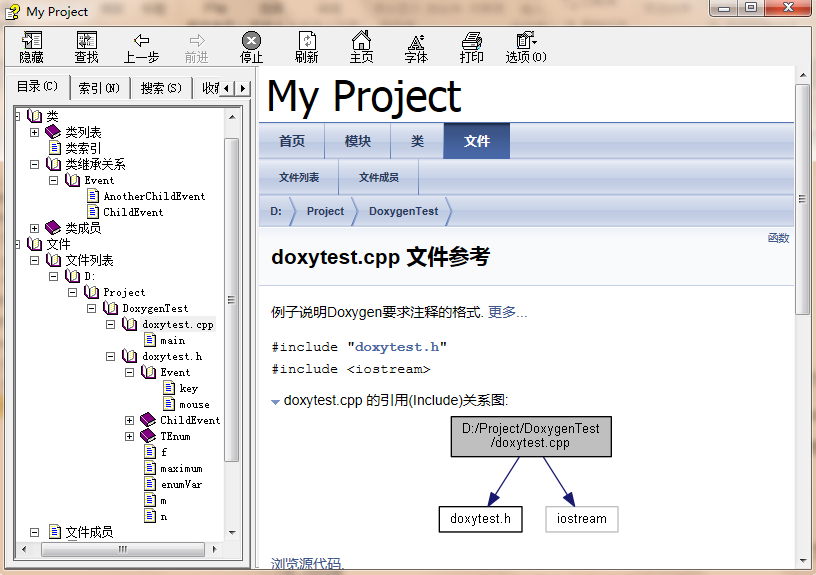 My Project
隐藏 查找 上一步 前进 停止 刷新 主页 字体 打印 选项(O)
目录(C) 索引(N) 搜索(S)
类
类列表
类索引
类继承关系
Event
AnotherChildEvent
ChildEvent
类成员
文件
文件列表
D:
Project
DoxygenTest
doxytest.cpp
main
doxytest.h
Event
key
mouse
ChildEvent
TEnum
f
maximum
enumVar
m
n
文件成员
My Project
首页 模块 类 文件
文件列表 文件成员
D: Project DoxygenTest
函数
doxytest.cpp 文件参考
例子说明Doxygen要求注释的格式. 更多...
#include "doxytest.h"
#include <iostream>
doxytest.cpp 的引用(Include)关系图:
D:/Project/DoxygenTest
/doxytest.cpp
doxytest.h iostream
浏览源代码.